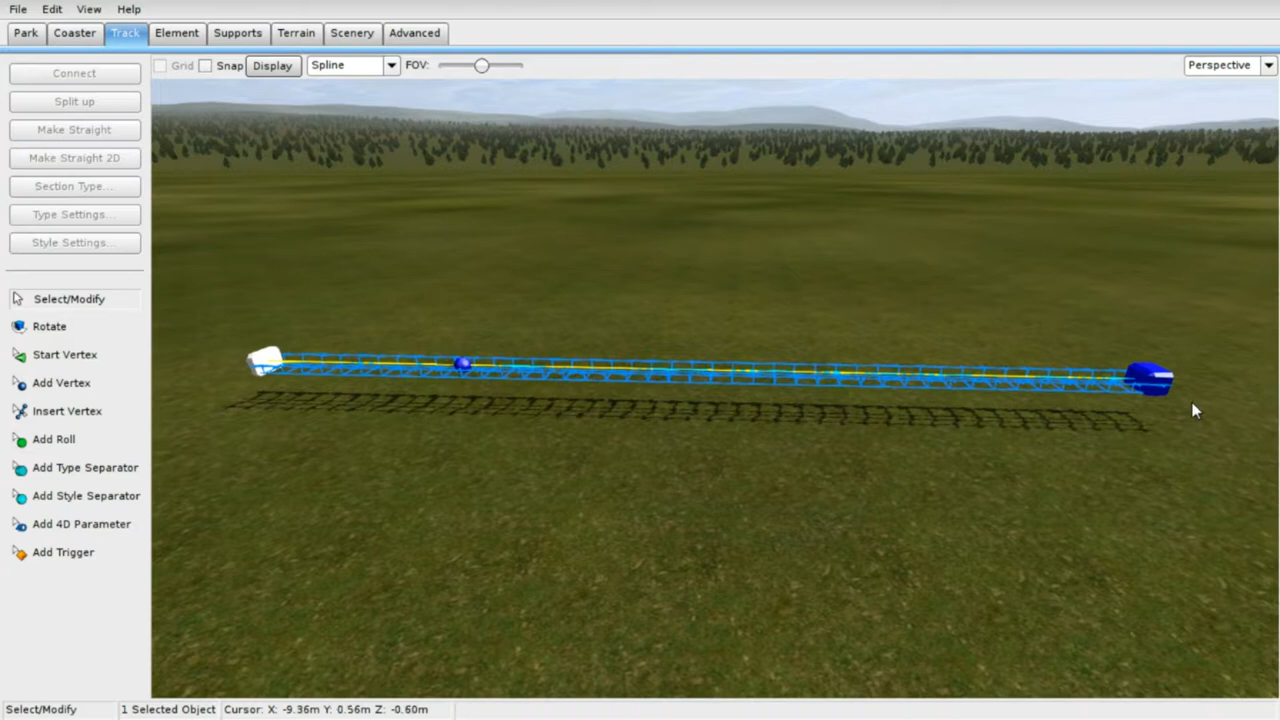 File Edit View Help
Park Coaster Track Element Supports Terrain Scenery Advanced
Grid Snap Display Spline FOV: Perspective
Connect
Split up
Make Straight
Make Straight 2D
Section Type...
Type Settings...
Style Settings...
Select/Modify
Rotate
Start Vertex
Add Vertex
Insert Vertex
Add Roll
Add Type Separator
Add Style Separator
Add 4D Parameter
Add Trigger
Select/Modify 1 Selected Object Cursor: X: -9.36m Y: 0.56m Z: -0.60m